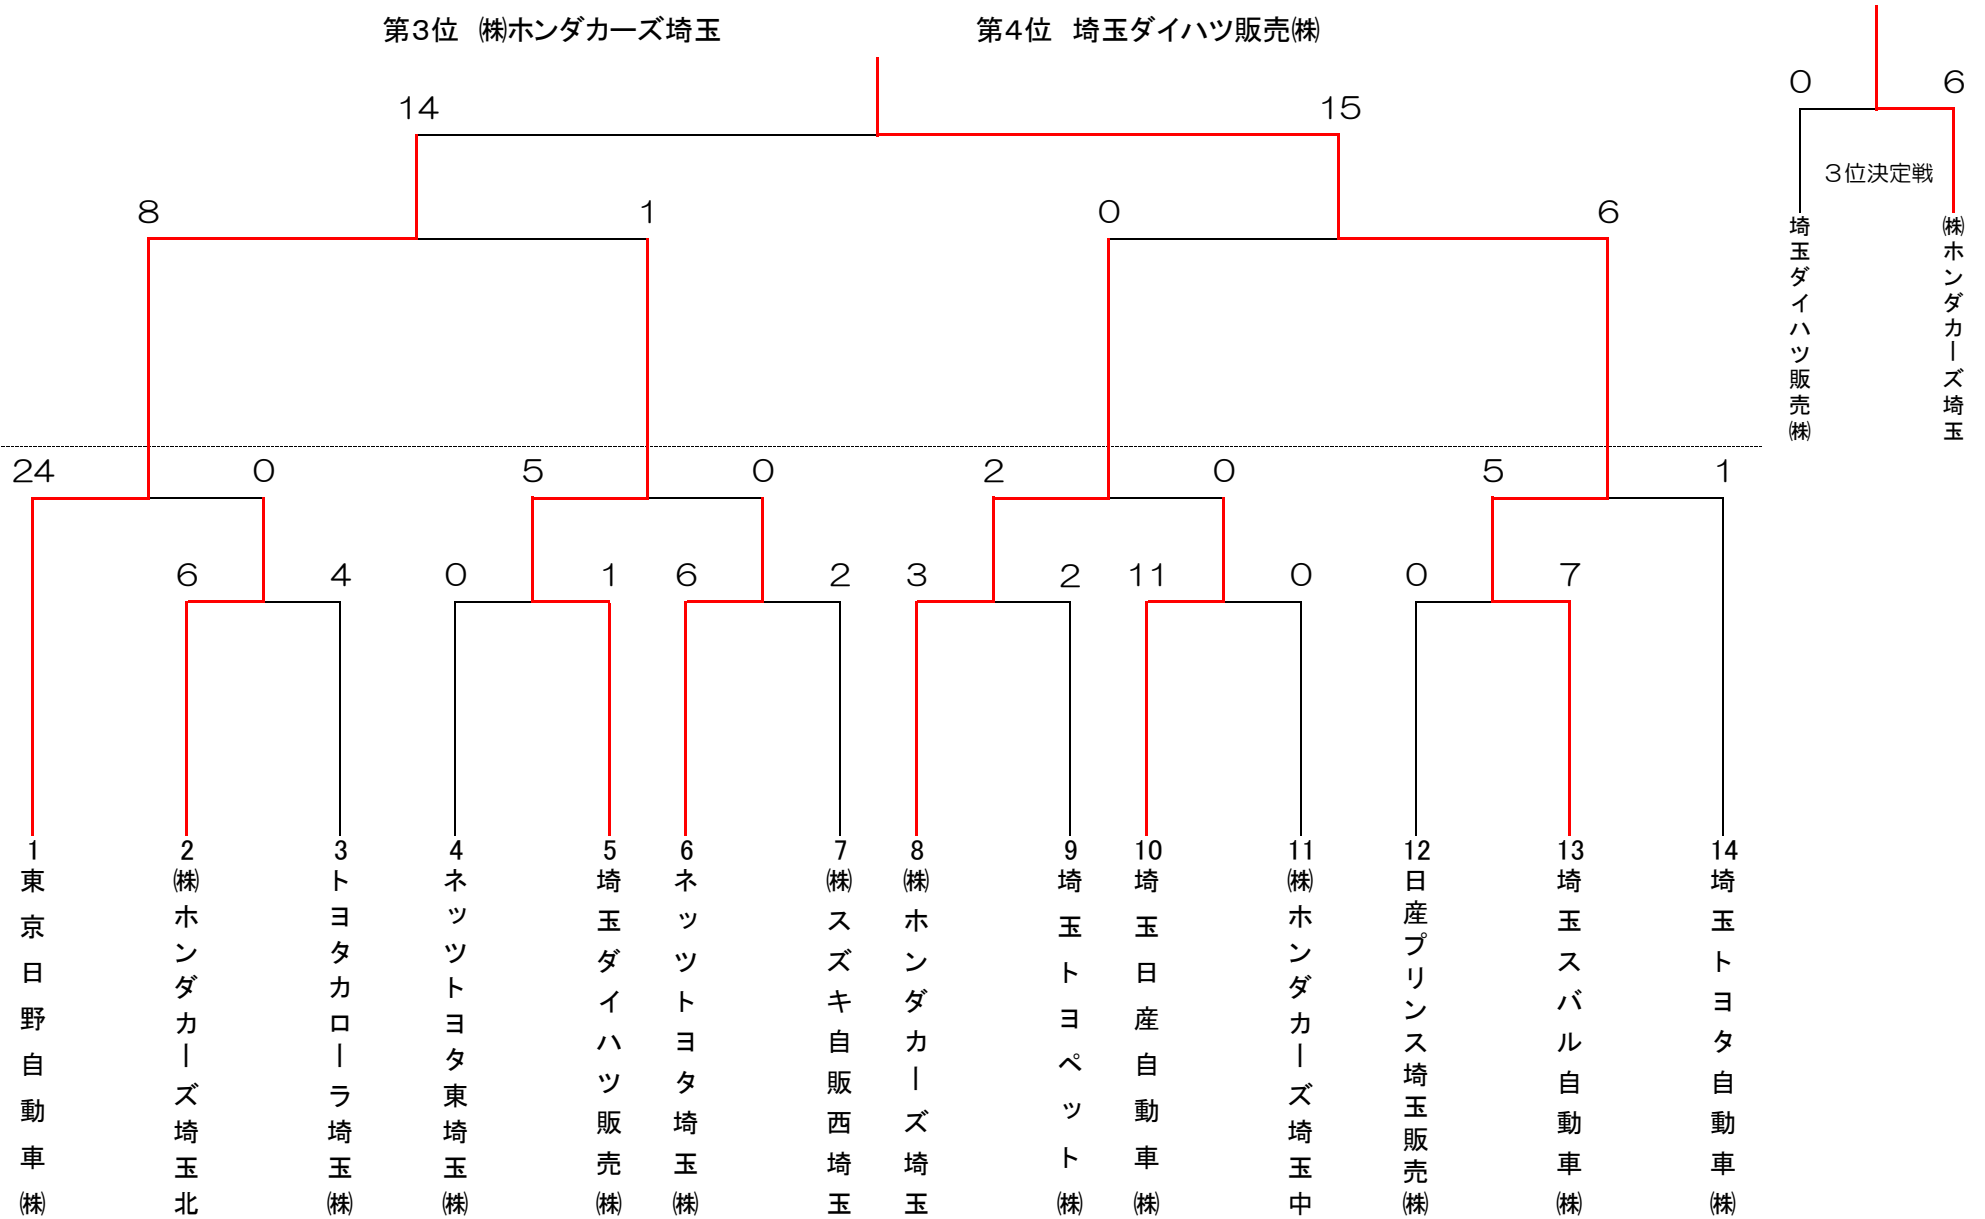 第3位　㈱ホンダカーズ埼玉
第4位　埼玉ダイハツ販売㈱
0 6
14 15
3位決定戦
8 1 0 6
埼玉ダイハツ販売㈱
㈱ホンダカーズ埼玉
24 0 5 0 2 0 5 1
6 4 0 1 6 2 3 2 11 0 0 7
1 東京日野自動車㈱
2 ㈱ホンダカーズ埼玉北
3 トヨタカローラ埼玉㈱
4 ネッツトヨタ東埼玉㈱
5 埼玉ダイハツ販売㈱
6 ネッツトヨタ埼玉㈱
7 ㈱スズキ自販西埼玉
8 ㈱ホンダカーズ埼玉
9 埼玉トヨペット㈱
10 埼玉日産自動車㈱
11 ㈱ホンダカーズ埼玉中
12 日産プリンス埼玉販売㈱
13 埼玉スバル自動車㈱
14 埼玉トヨタ自動車㈱